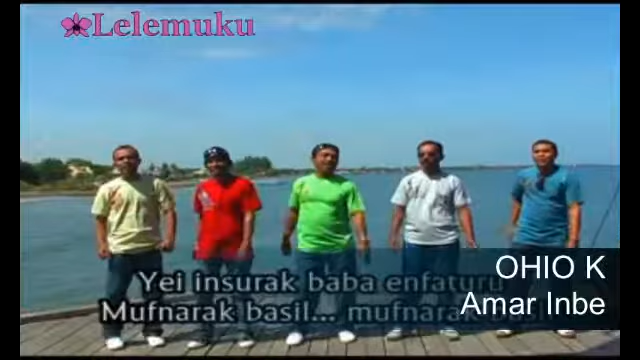 Lelemuku
OHIO K
Amar Inbe
Yei insurak baba enfaturu
Mufnarak basil... mufnarak